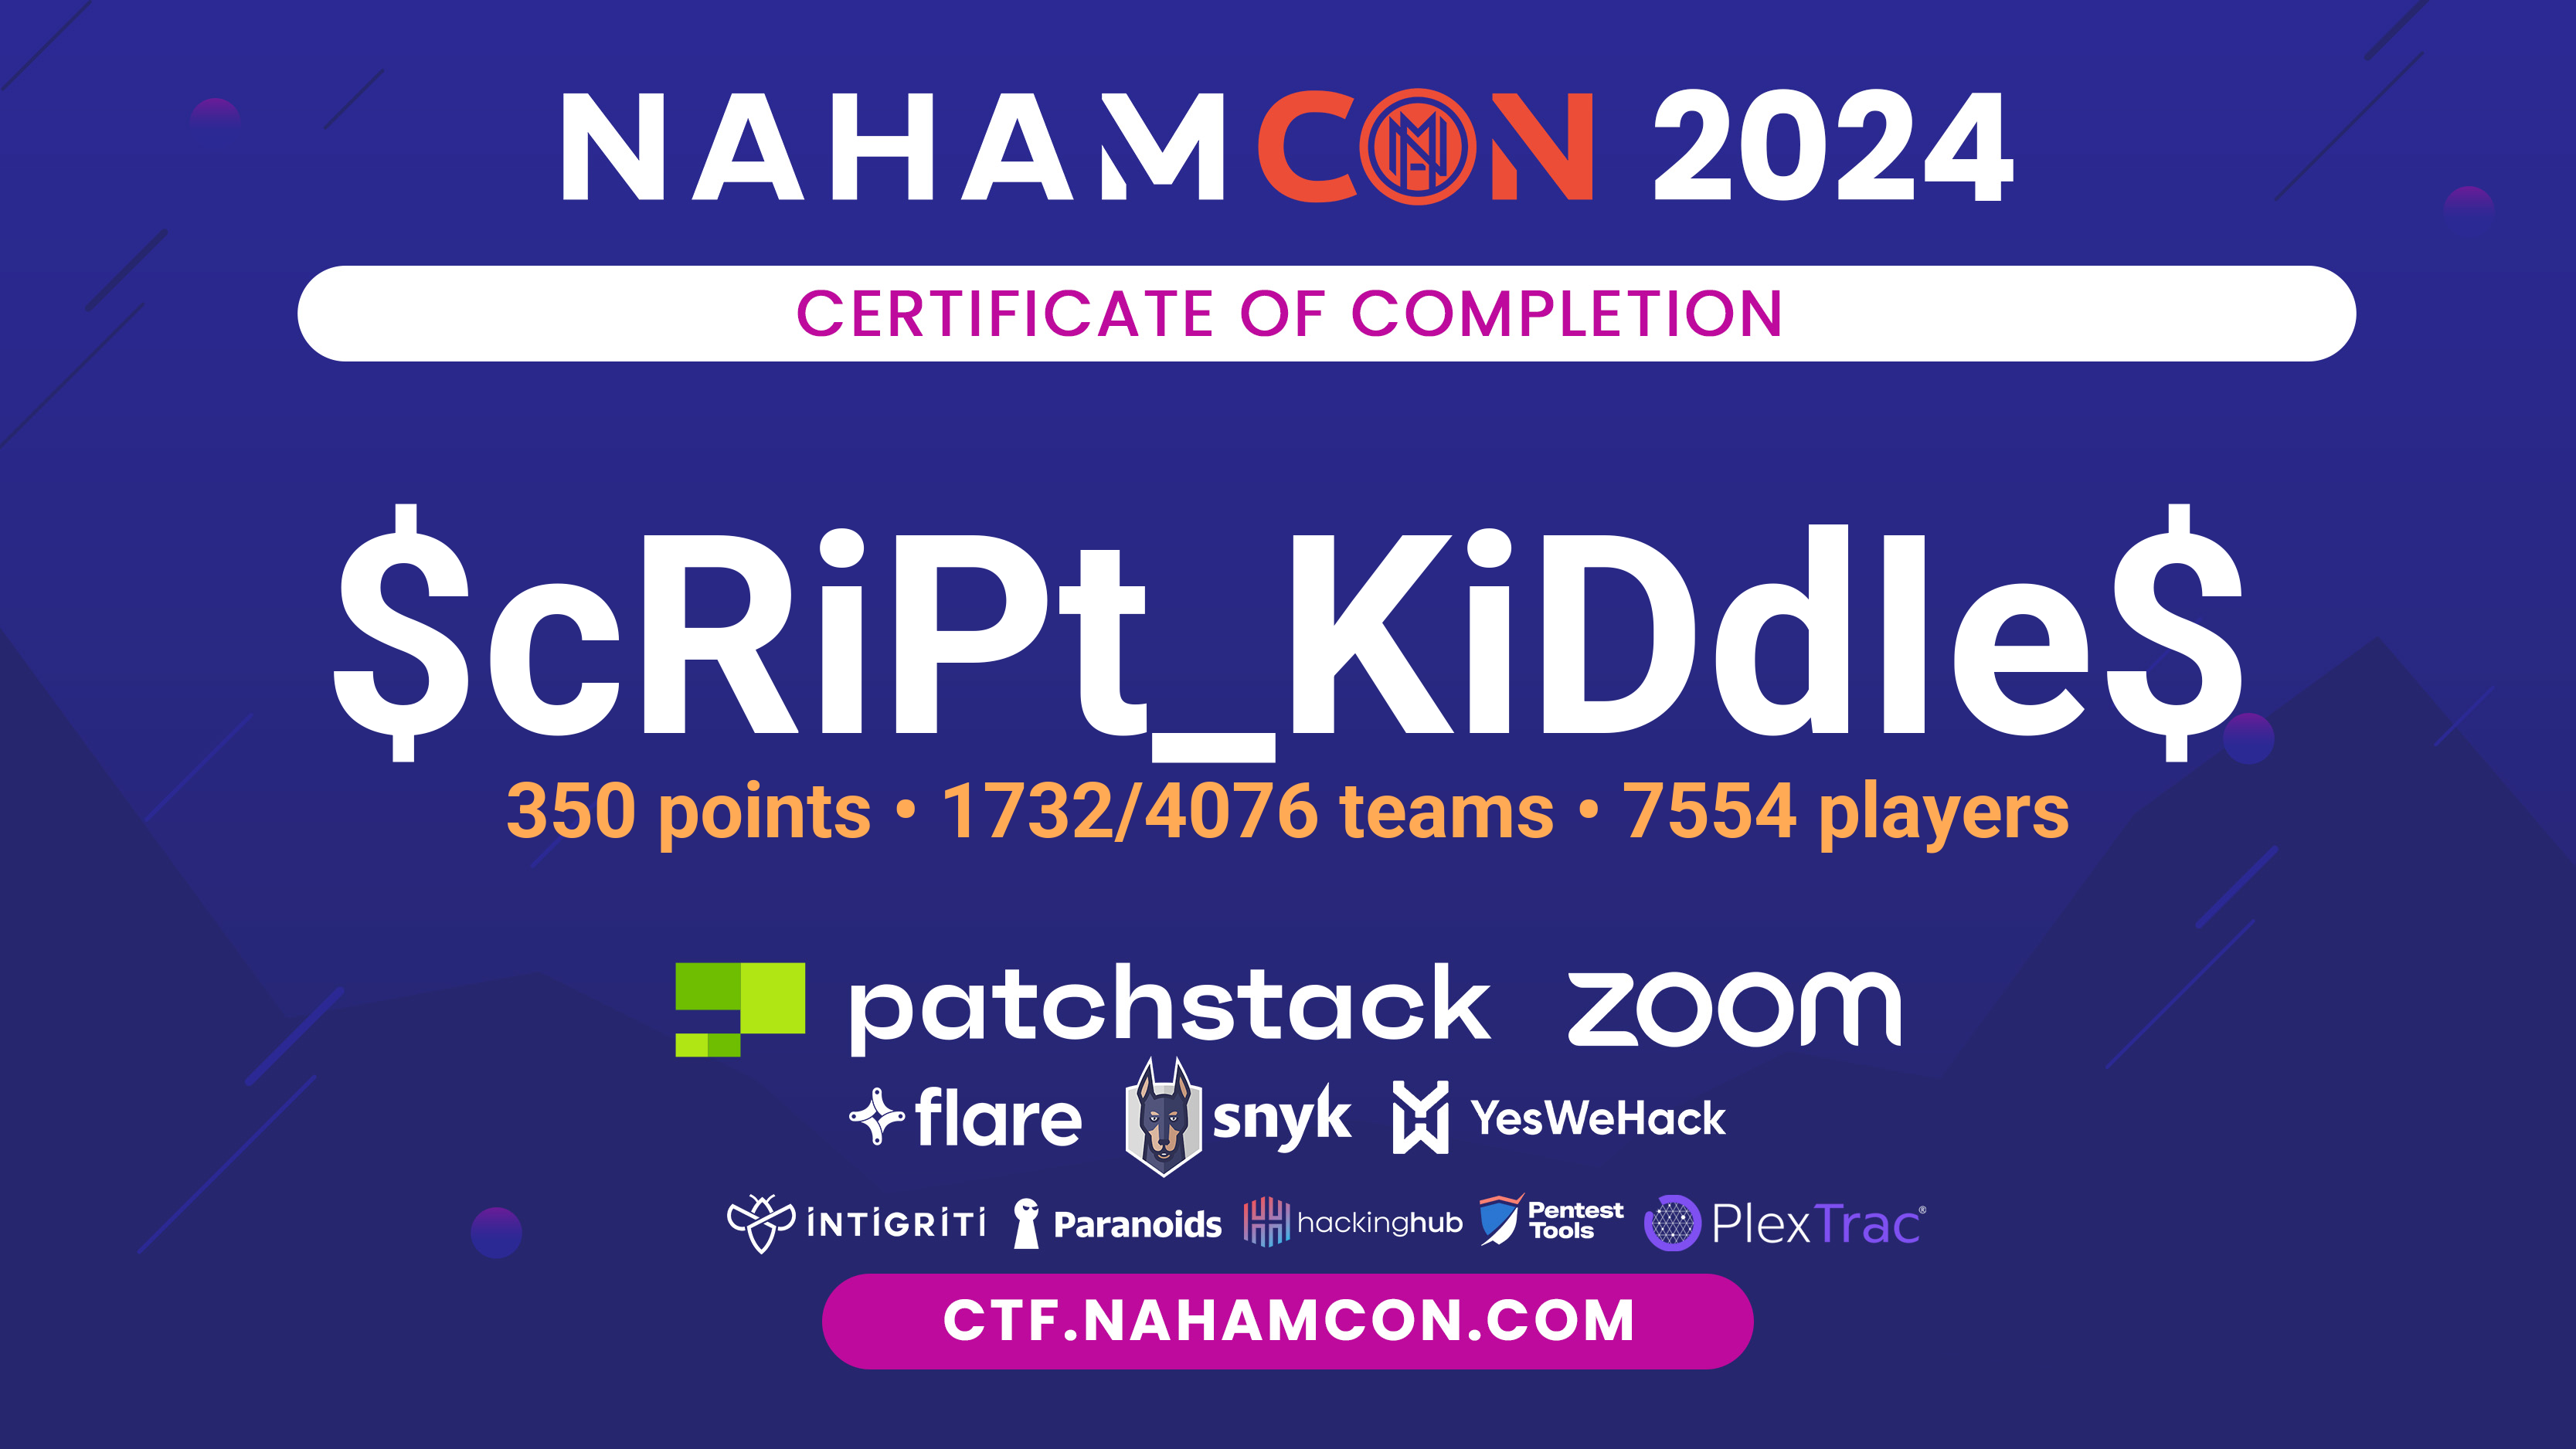 NAHAMCON 2024
CERTIFICATE OF COMPLETION
$cRiPt_KiDdIe$
350 points • 1732/4076 teams • 7554 players
patchstack zoom
flare snyk YesWeHack
INTIGRITI Paranoids hackinghub Pentest Tools PlexTrac®
CTF.NAHAMCON.COM